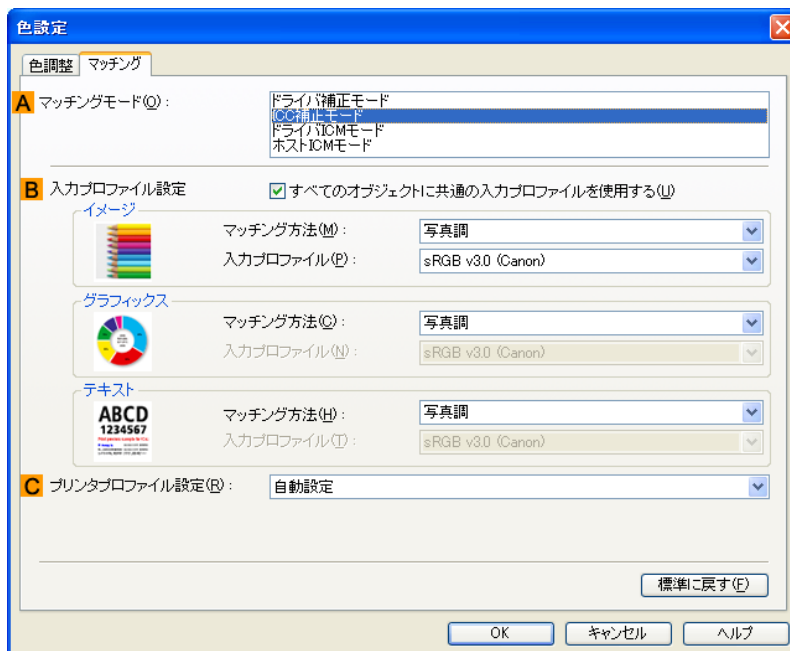 色設定
色調整 マッチング
A マッチングモード(O):
ドライバ補正モード
ICC補正モード
ドライバICMモード
ホストICMモード
B 入力プロファイル設定 すべてのオブジェクトに共通の入力プロファイルを使用する(U)
イメージ
マッチング方法(M): 写真調
入力プロファイル(P): sRGB v3.0 (Canon)
グラフィックス
マッチング方法(C): 写真調
入力プロファイル(N): sRGB v3.0 (Canon)
テキスト
ABCD
1234567
マッチング方法(H): 写真調
入力プロファイル(T): sRGB v3.0 (Canon)
C プリンタプロファイル設定(R): 自動設定
標準に戻す(F)
OK キャンセル ヘルプ